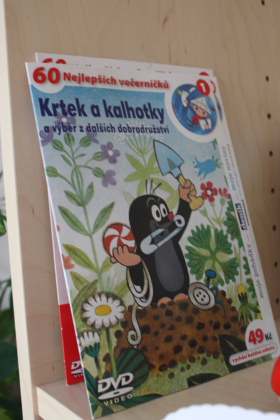 60 Nejlepších večerníčků
1
Krtek a kalhotky
a výběr z dalších dobrodružství
DVD
VIDEO
49 Kč